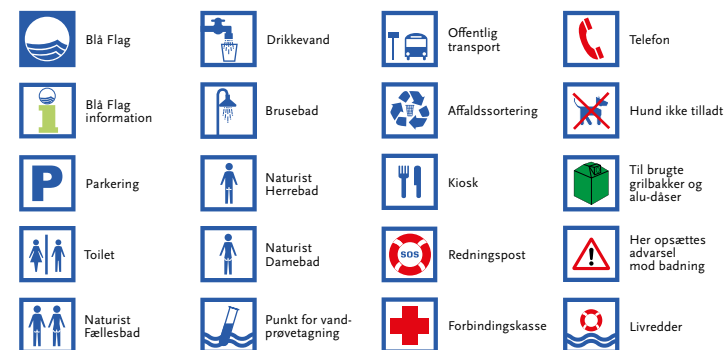 Blå Flag
Drikkevand
Offentlig
transport
Telefon
Blå Flag
information
Brusebad
Affaldssortering
Hund ikke tilladt
P
Parkering
Naturist
Herrebad
Kiosk
Til brugte
grilbakker og
alu-dåser
Toilet
Naturist
Damebad
SOS
Redningspost
!
Her opsættes
advarsel
mod badning
Naturist
Fællesbad
Punkt for vand-
prøvetagning
Forbindingskasse
Livredder